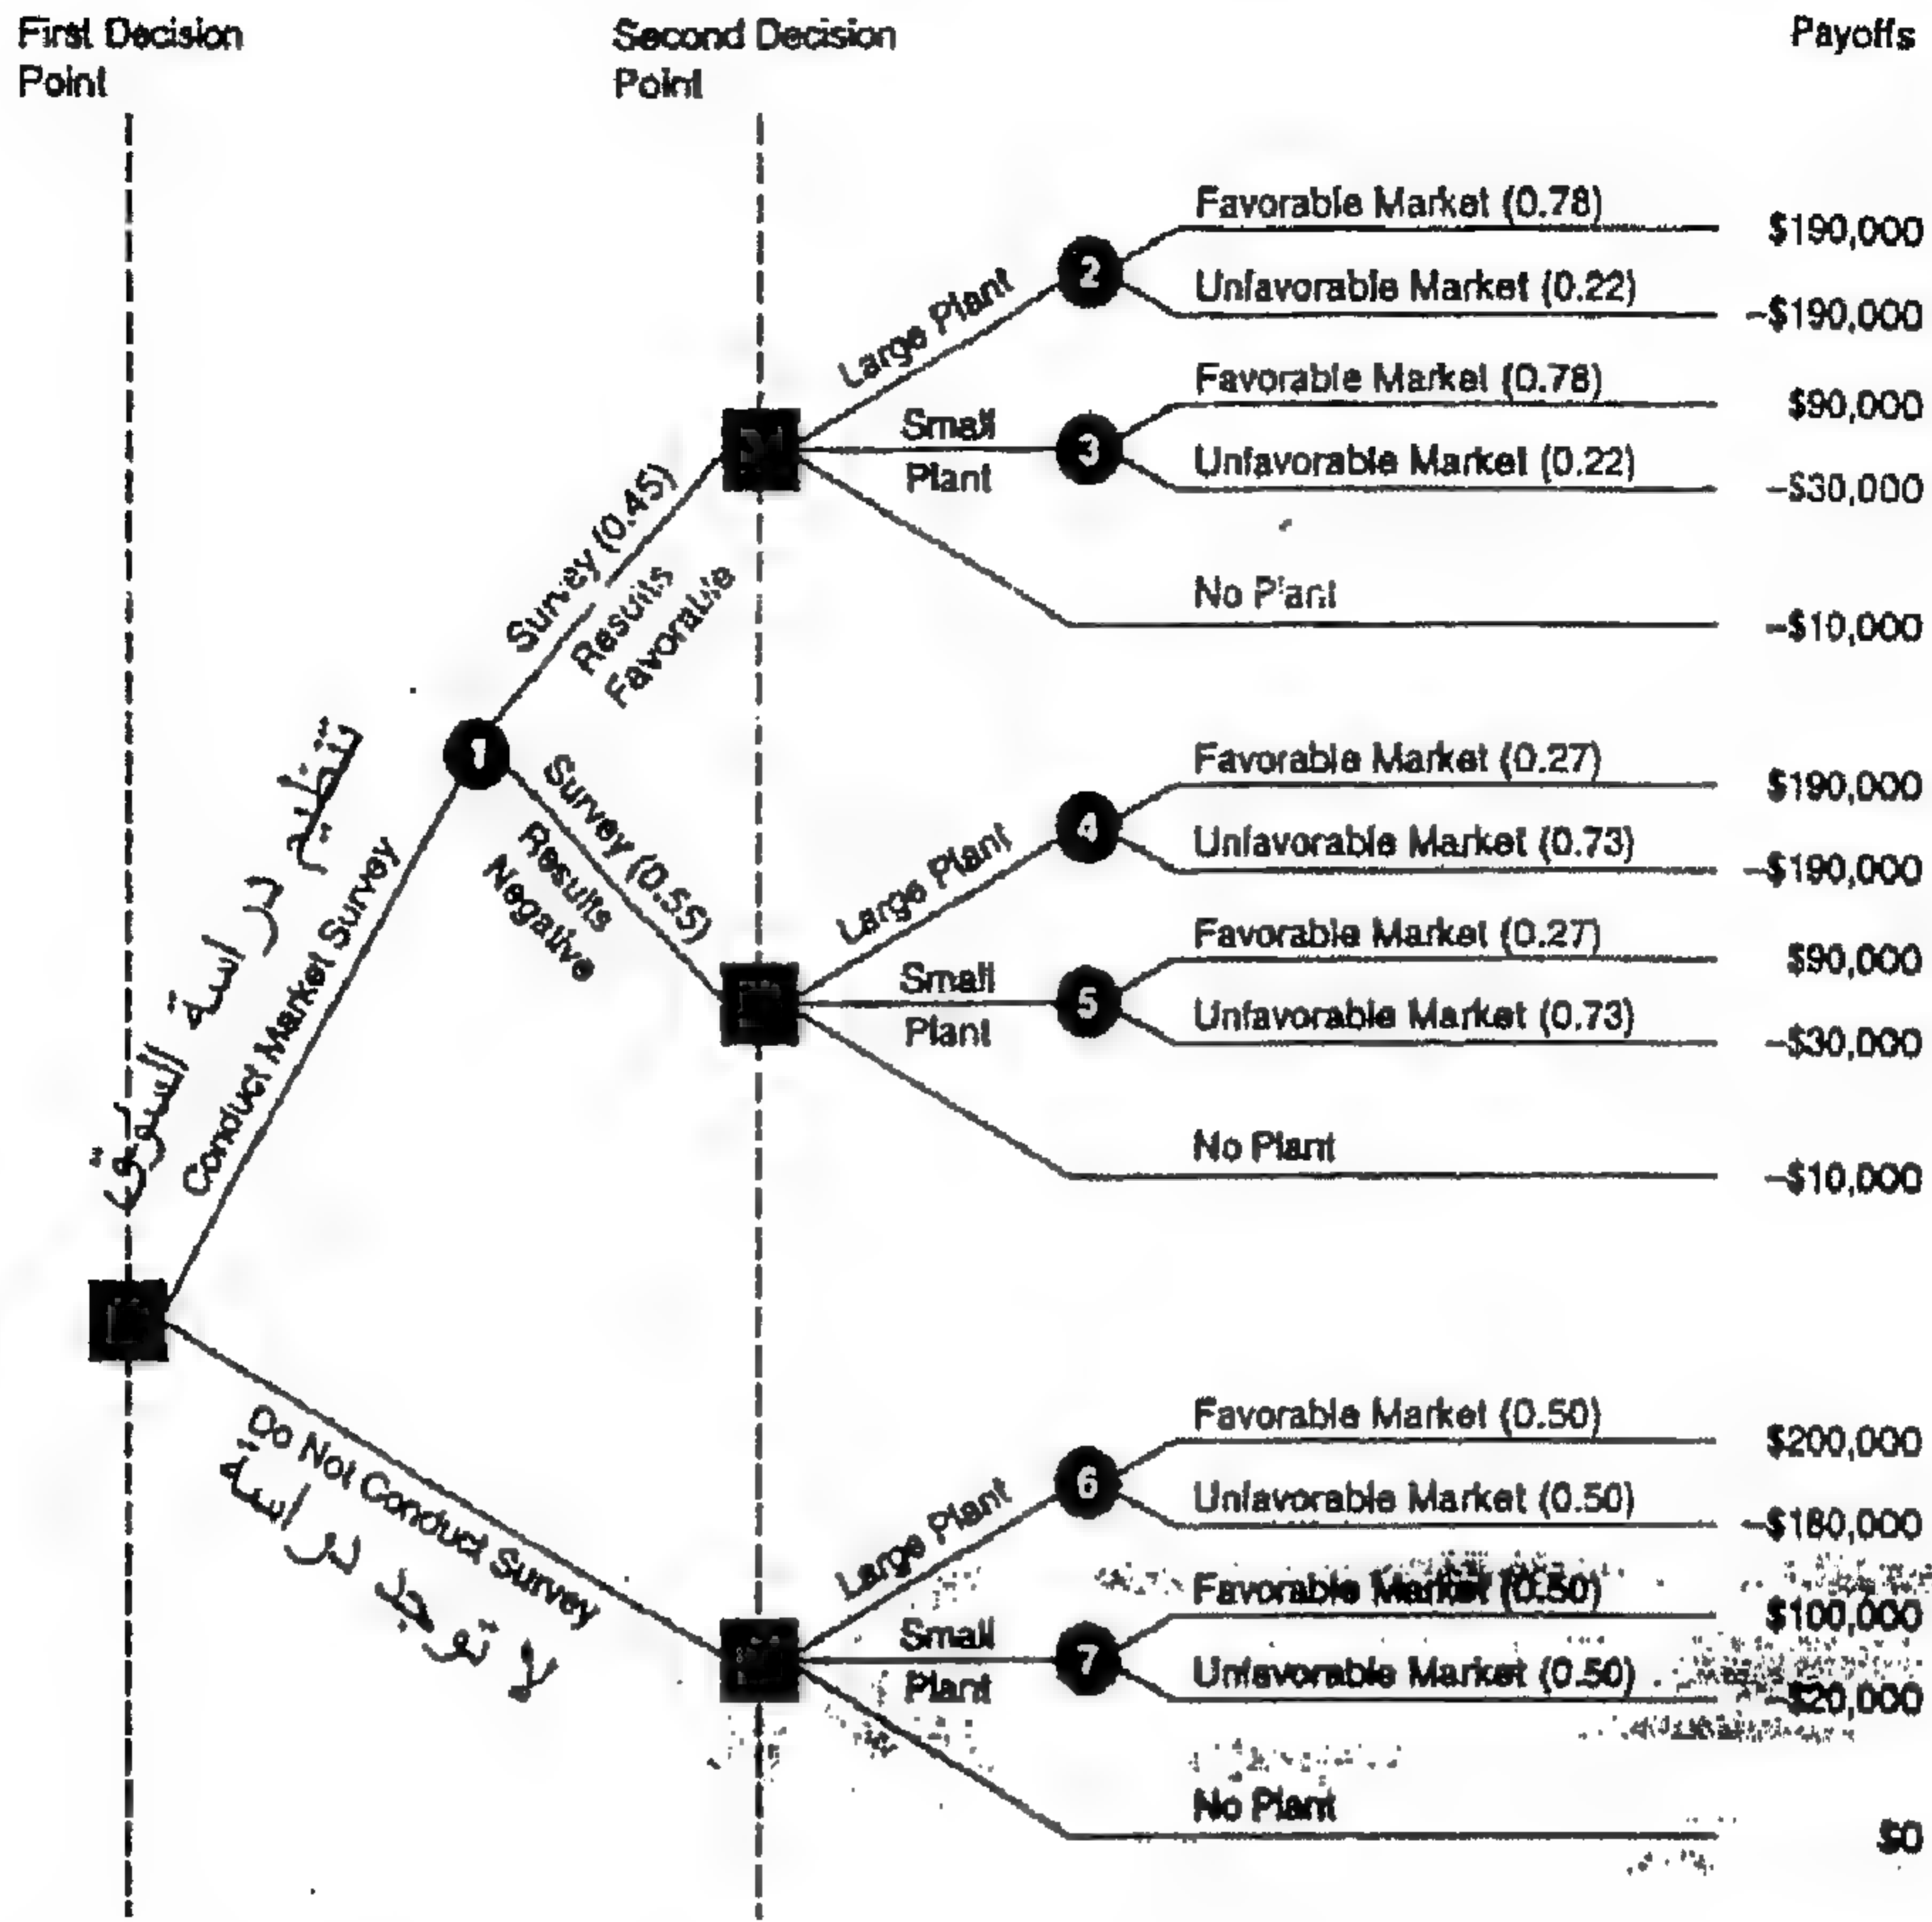 First Decision
Point
Second Decision
Point
Payoffs
Favorable Market (0.78)
$190,000
Large Plant
2
Unfavorable Market (0.22)
-$190,000
Favorable Market (0.78)
$90,000
Small
Plant
3
Unfavorable Market (0.22)
-$30,000
No Plant
-$10,000
Survey (0.45)
Results
Favorable
1
تنظيم دراسة السوق
Conduct Market Survey
Survey (0.55)
Results
Negative
Favorable Market (0.27)
$190,000
Large Plant
4
Unfavorable Market (0.73)
-$190,000
Favorable Market (0.27)
$90,000
Small
Plant
5
Unfavorable Market (0.73)
-$30,000
No Plant
-$10,000
Do Not Conduct Survey
لا توجد دراسة
Favorable Market (0.50)
$200,000
Large Plant
6
Unfavorable Market (0.50)
-$180,000
Favorable Market (0.50)
$100,000
Small
Plant
7
Unfavorable Market (0.50)
-$20,000
No Plant
$0